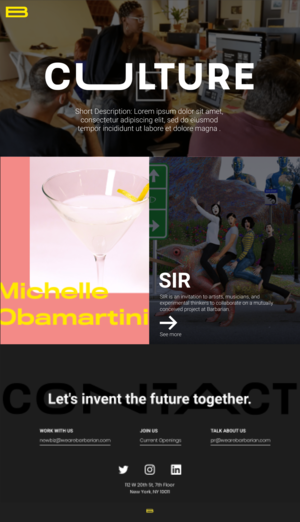 B
CULTURE
Short Description: Lorem ipsum dolor sit amet,
consectetur adipiscing elit, sed do eiusmod
tempor incididunt ut labore et dolore magna .
Michelle
Obamartini
SIR
SIR is an invitation to artists, musicians, and
experimental thinkers to collaborate on a mutually
conceived project at Barbarian.
See more
CONTACT
Let's invent the future together.
WORK WITH US
newbiz@wearebarbarian.com
JOIN US
Current Openings
TALK ABOUT US
pr@wearebarbarian.com
112 W 20th St, 7th Floor
New York, NY 10011
B